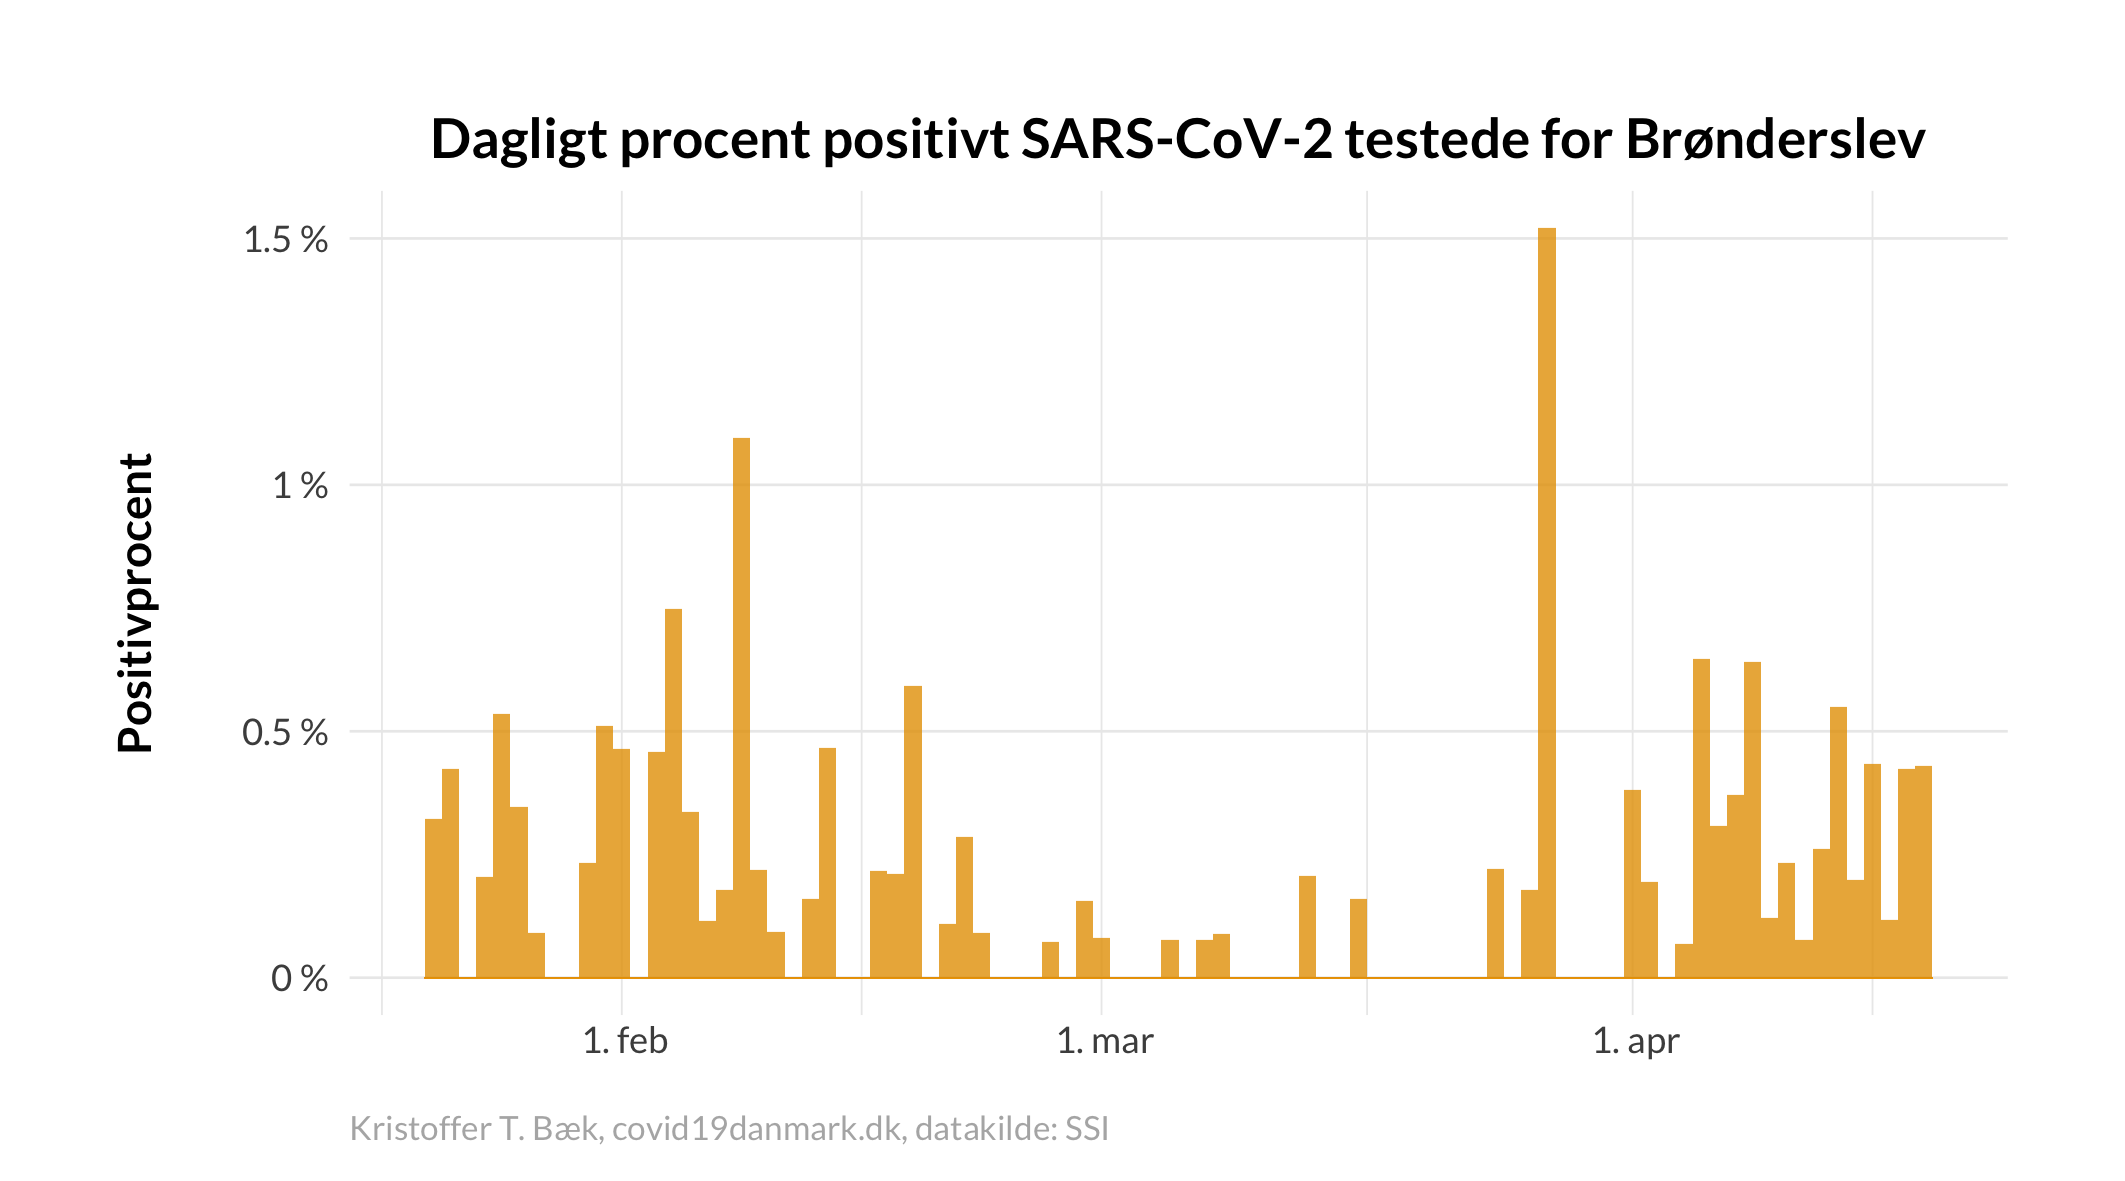 Dagligt procent positivt SARS-CoV-2 testede for Brønderslev
Positivprocent
1.5 %
1 %
0.5 %
0 %
1. feb
1. mar
1. apr
Kristoffer T. Bæk, covid19danmark.dk, datakilde: SSI